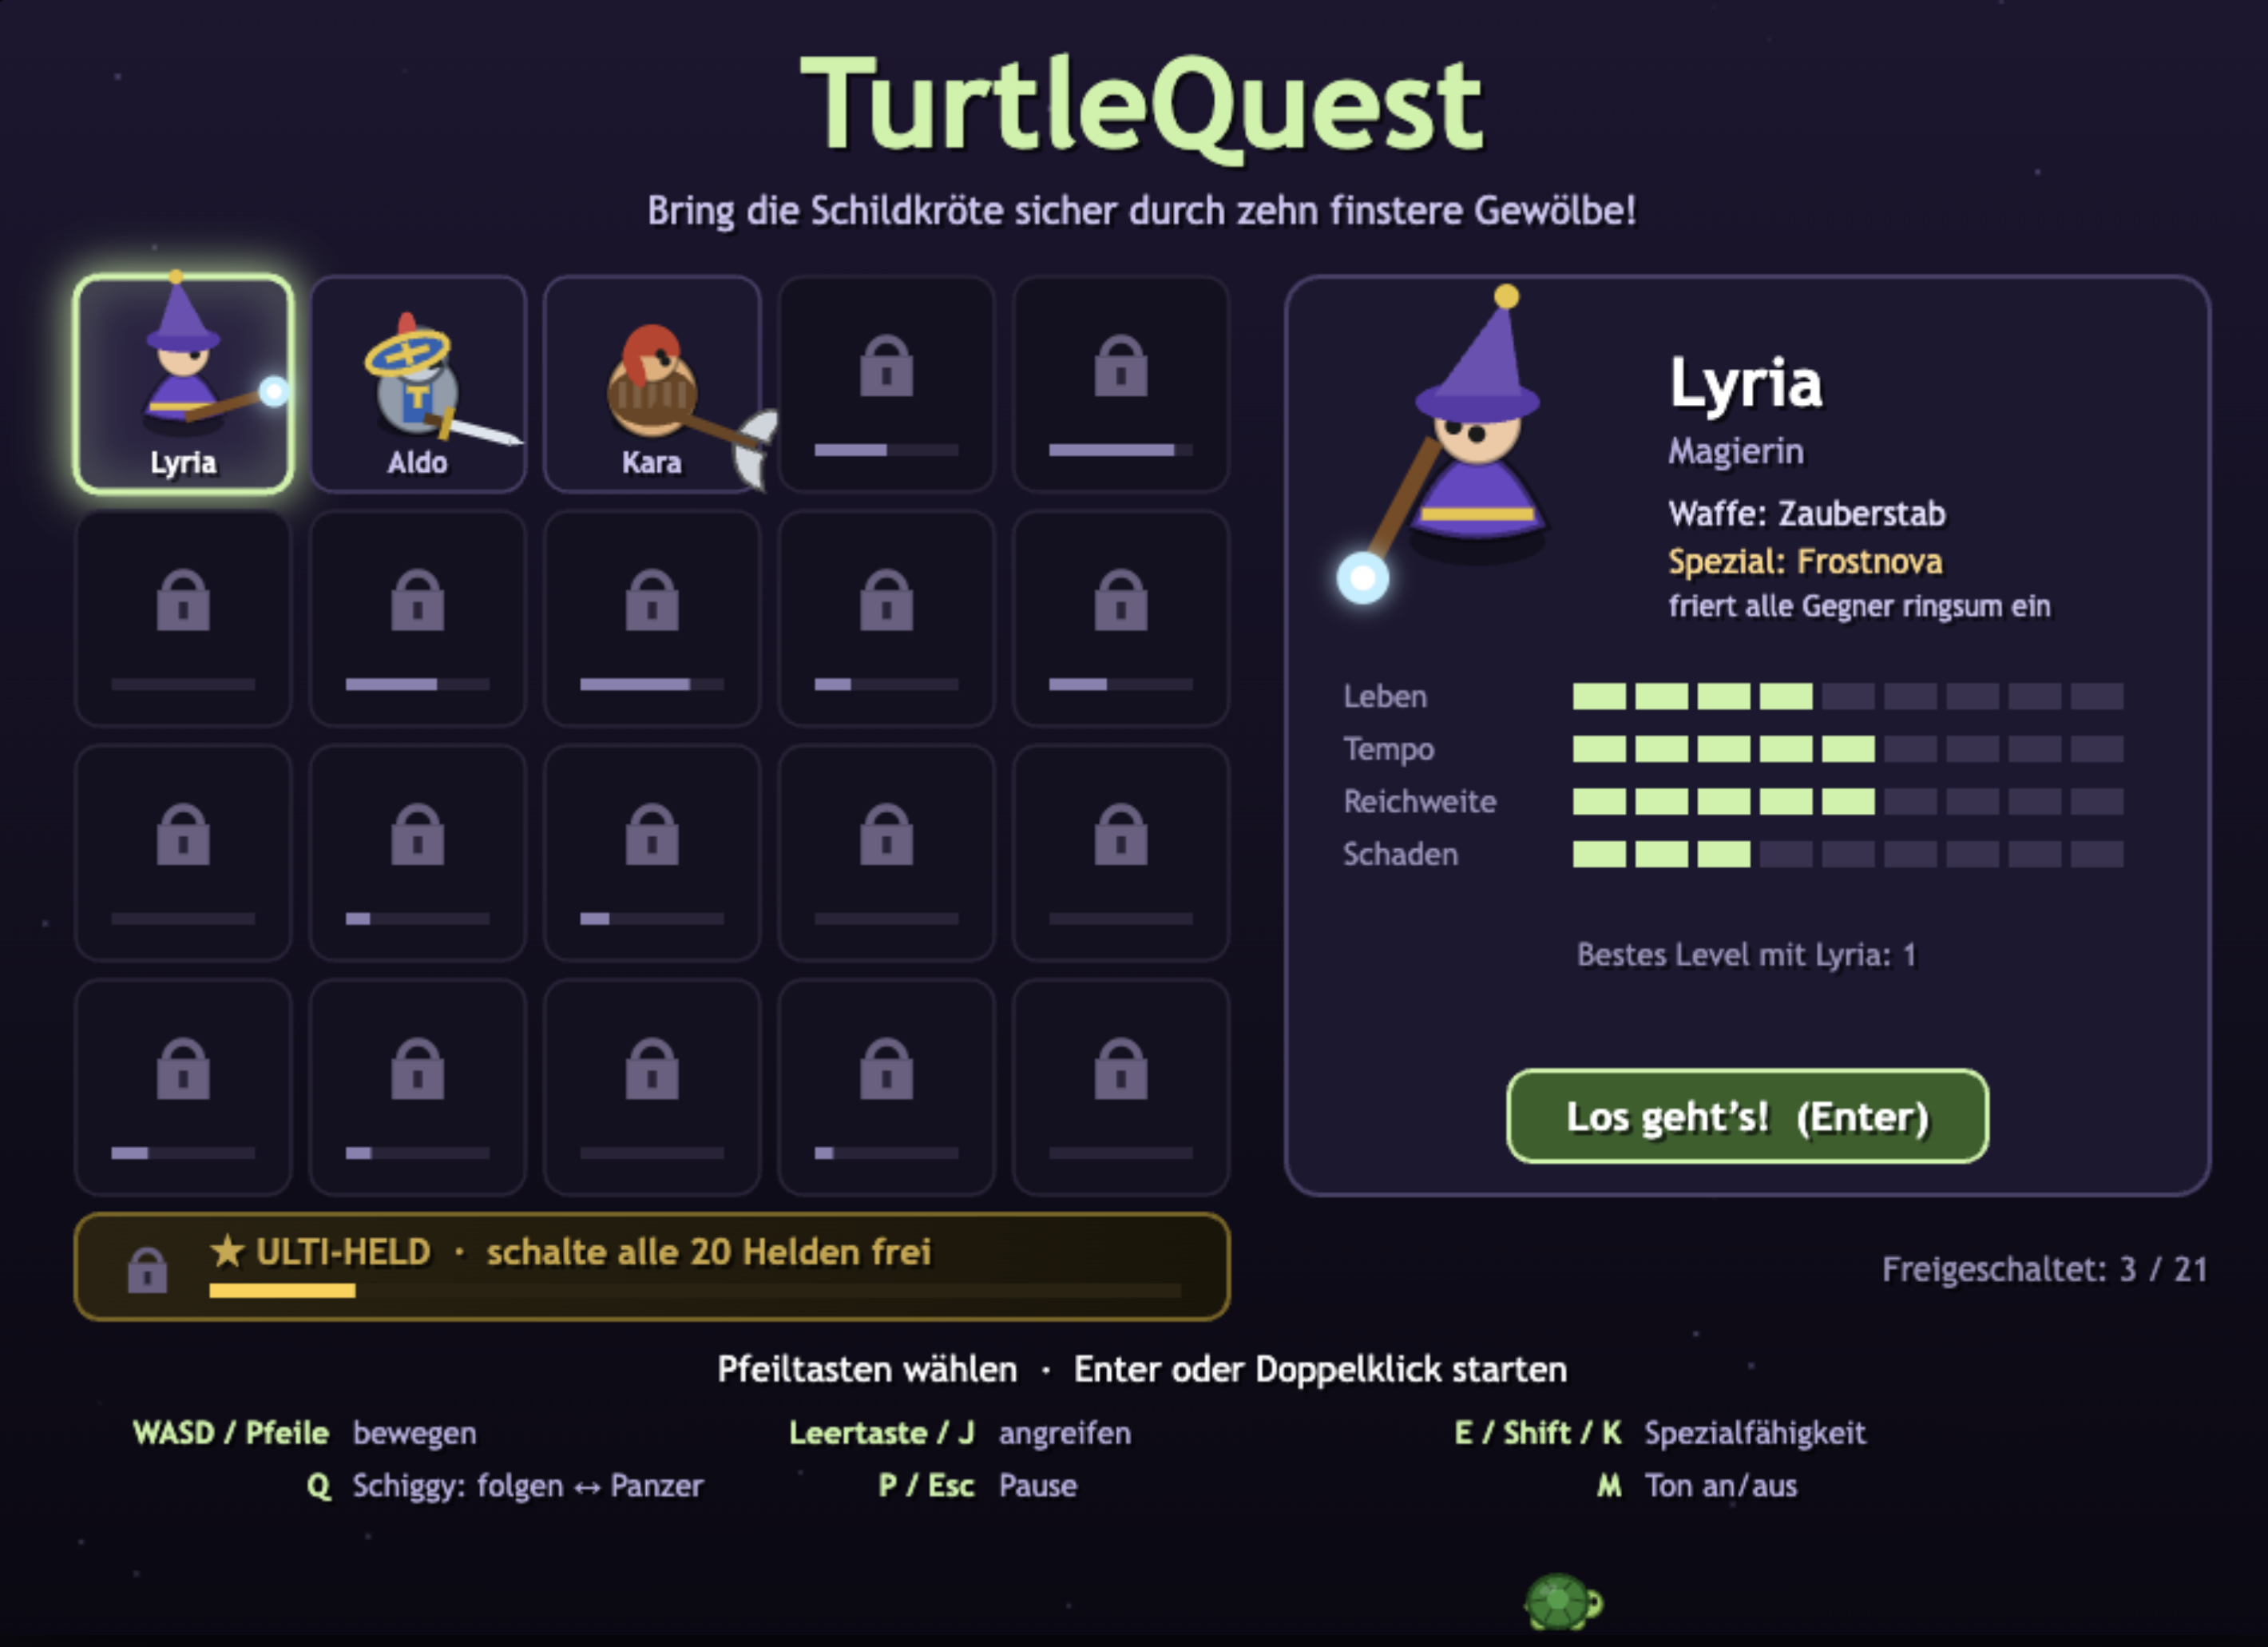 TurtleQuest
Bring die Schildkröte sicher durch zehn finstere Gewölbe!
Lyria
Aldo
Kara
T
Lyria
Magierin
Waffe: Zauberstab
Spezial: Frostnova
friert alle Gegner ringsum ein
Leben
Tempo
Reichweite
Schaden
Bestes Level mit Lyria: 1
Los geht’s! (Enter)
★ ULTI-HELD · schalte alle 20 Helden frei
Freigeschaltet: 3 / 21
Pfeiltasten wählen · Enter oder Doppelklick starten
WASD / Pfeile bewegen Leertaste / J angreifen E / Shift / K Spezialfähigkeit
Q Schiggy: folgen ↔ Panzer P / Esc Pause M Ton an/aus